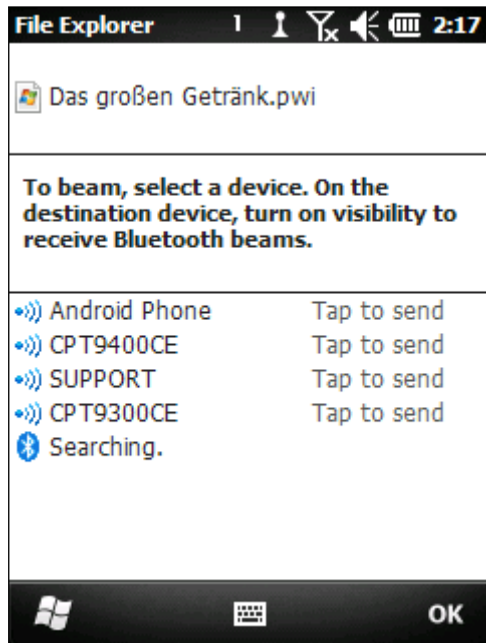 File Explorer 1 2:17
Das großen Getränk.pwi
To beam, select a device. On the
destination device, turn on visibility to
receive Bluetooth beams.
Android Phone Tap to send
CPT9400CE Tap to send
SUPPORT Tap to send
CPT9300CE Tap to send
Searching.
OK